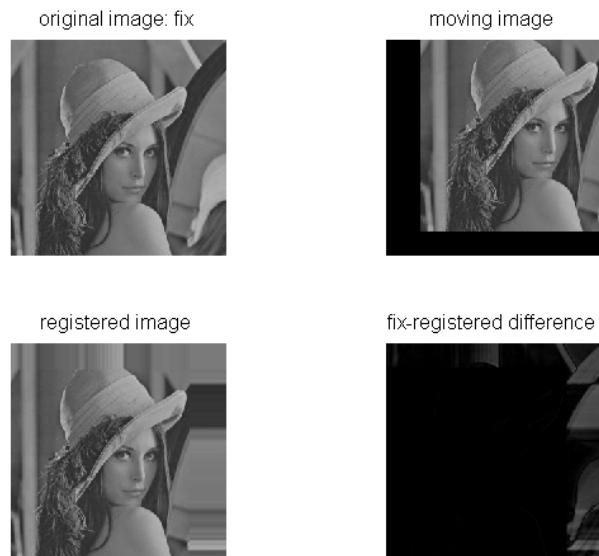 original image: fix
moving image
registered image
fix-registered difference